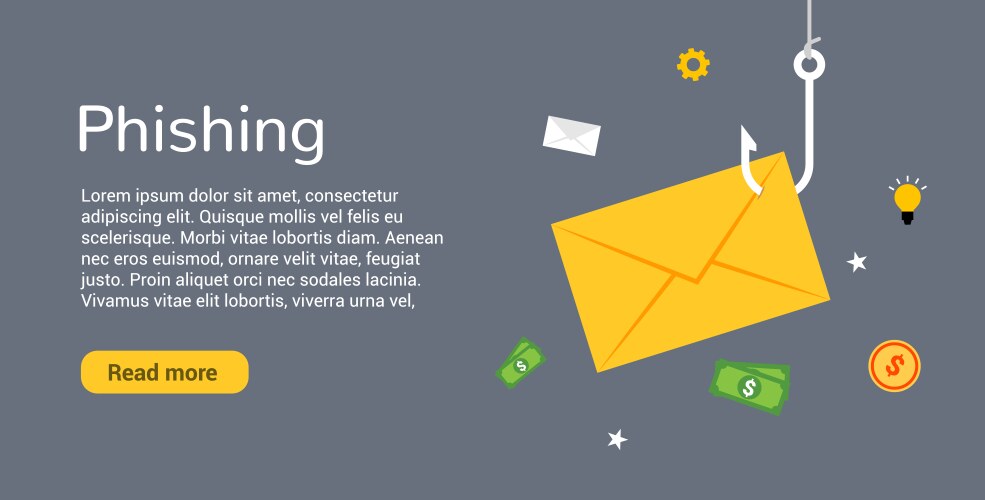 Phishing
Lorem ipsum dolor sit amet, consectetur
adipiscing elit. Quisque mollis vel felis eu
scelerisque. Morbi vitae lobortis diam. Aenean
nec eros euismod, ornare velit vitae, feugiat
justo. Proin aliquet orci nec sodales lacinia.
Vivamus vitae elit lobortis, viverra urna vel,
Read more
$
$
$